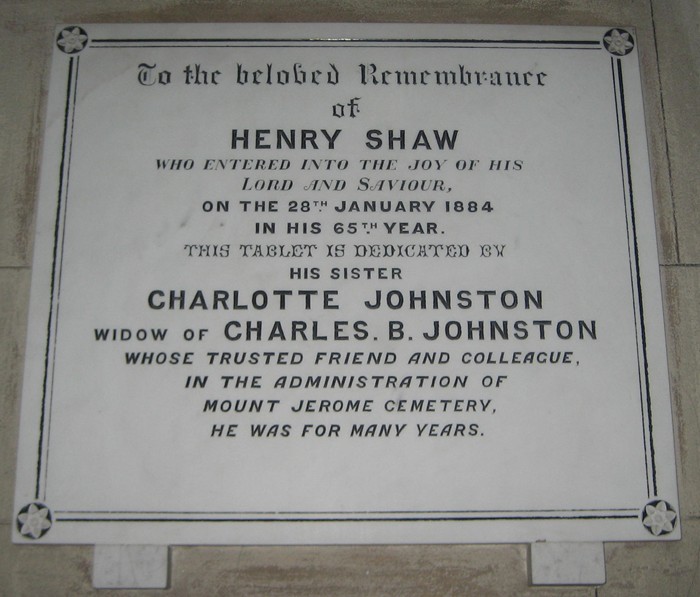 To the beloved Remembrance
of
HENRY SHAW
WHO ENTERED INTO THE JOY OF HIS
LORD AND SAVIOUR,
ON THE 28TH JANUARY 1884
IN HIS 65TH YEAR.
THIS TABLET IS DEDICATED BY
HIS SISTER
CHARLOTTE JOHNSTON
WIDOW OF CHARLES. B. JOHNSTON
WHOSE TRUSTED FRIEND AND COLLEAGUE,
IN THE ADMINISTRATION OF
MOUNT JEROME CEMETERY,
HE WAS FOR MANY YEARS.